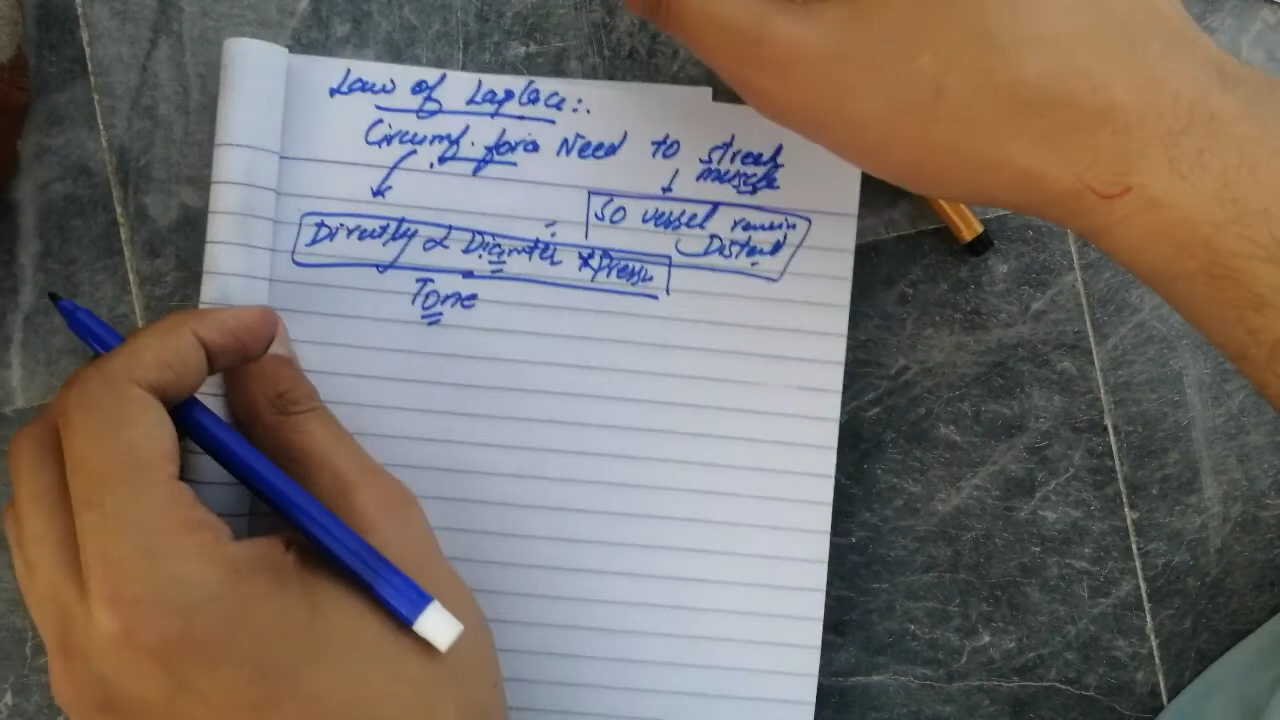 Law of Laplace:.
Circumf. force Need to stretch
muscle
So vessel remain
Distend
Directly α Diameter x Pressure
Tone